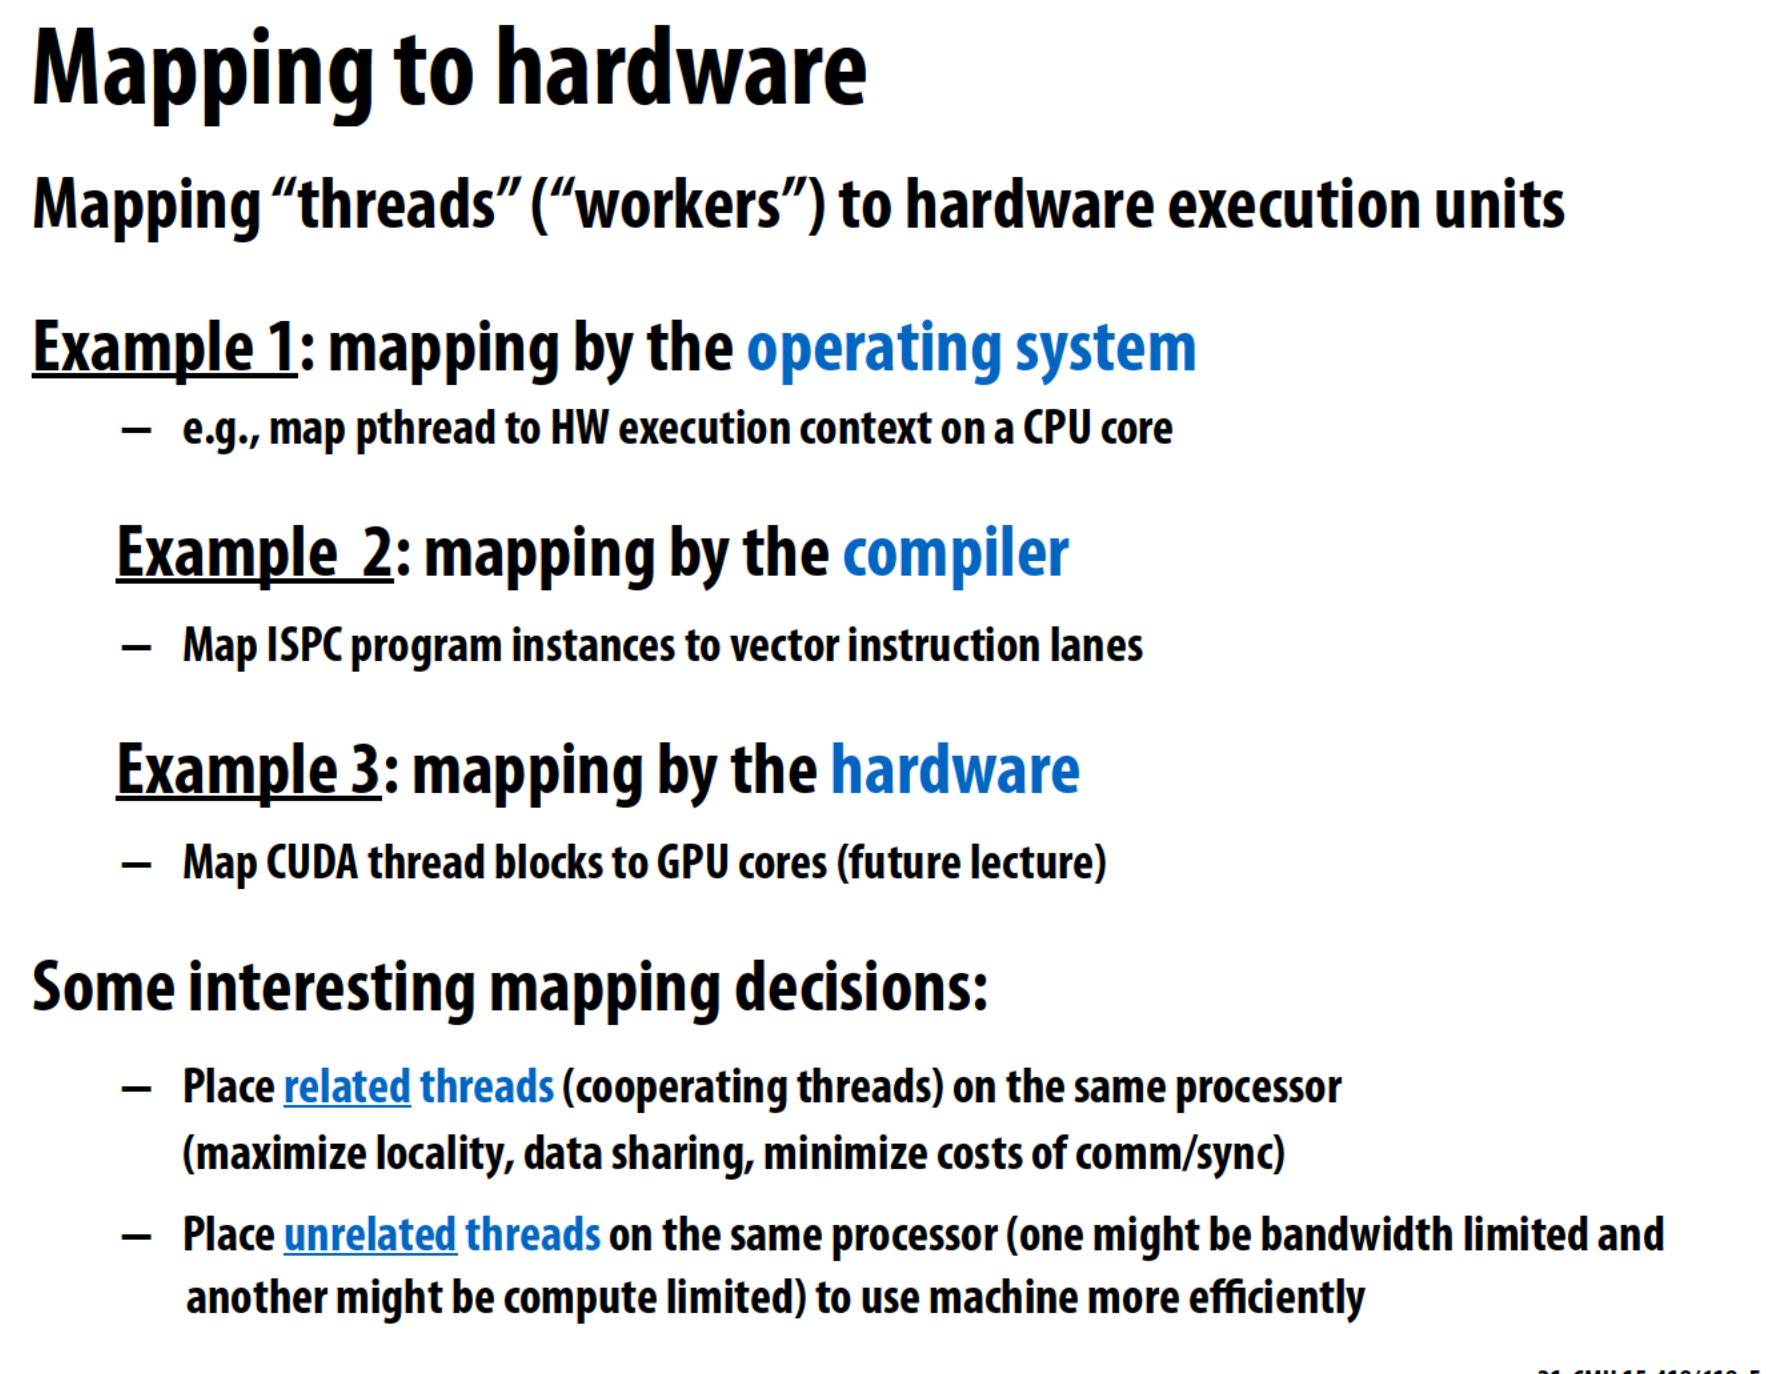 Mapping to hardware
Mapping “threads” (“workers”) to hardware execution units
Example 1: mapping by the operating system
– e.g., map pthread to HW execution context on a CPU core
Example 2: mapping by the compiler
– Map ISPC program instances to vector instruction lanes
Example 3: mapping by the hardware
– Map CUDA thread blocks to GPU cores (future lecture)
Some interesting mapping decisions:
– Place related threads (cooperating threads) on the same processor
(maximize locality, data sharing, minimize costs of comm/sync)
– Place unrelated threads on the same processor (one might be bandwidth limited and
another might be compute limited) to use machine more efficiently